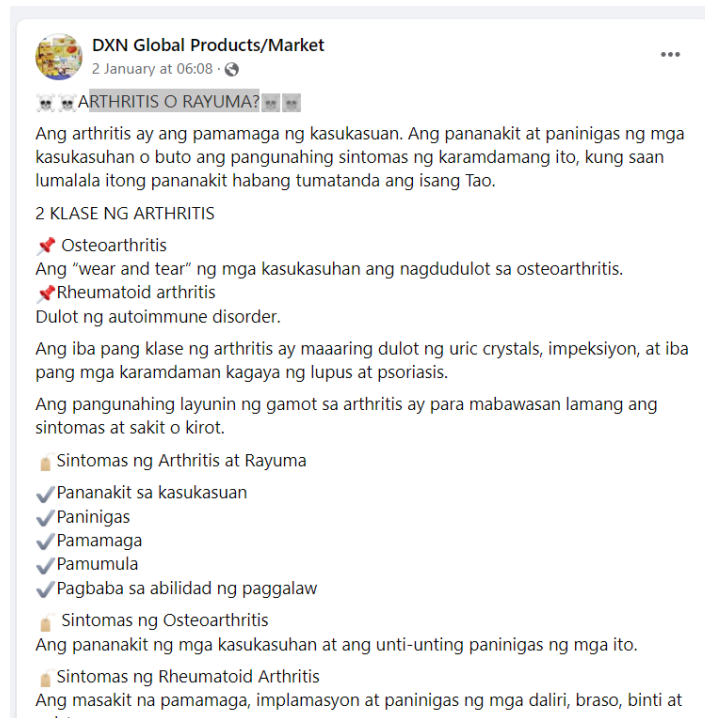 DXN Global Products/Market
2 January at 06:08 ·
☠️☠️ARTHRITIS O RAYUMA?☠️☠️
Ang arthritis ay ang pamamaga ng kasukasuan. Ang pananakit at paninigas ng mga
kasukasuhan o buto ang pangunahing sintomas ng karamdamang ito, kung saan
lumalala itong pananakit habang tumatanda ang isang Tao.
2 KLASE NG ARTHRITIS
📌 Osteoarthritis
Ang “wear and tear” ng mga kasukasuhan ang nagdudulot sa osteoarthritis.
📌Rheumatoid arthritis
Dulot ng autoimmune disorder.
Ang iba pang klase ng arthritis ay maaaring dulot ng uric crystals, impeksiyon, at iba
pang mga karamdaman kagaya ng lupus at psoriasis.
Ang pangunahing layunin ng gamot sa arthritis ay para mabawasan lamang ang
sintomas at sakit o kirot.
🏷️Sintomas ng Arthritis at Rayuma
✔️Pananakit sa kasukasuan
✔️Paninigas
✔️Pamamaga
✔️Pamumula
✔️Pagbaba sa abilidad ng paggalaw
🏷️ Sintomas ng Osteoarthritis
Ang pananakit ng mga kasukasuhan at ang unti-unting paninigas ng mga ito.
🏷️Sintomas ng Rheumatoid Arthritis
Ang masakit na pamamaga, implamasyon at paninigas ng mga daliri, braso, binti at